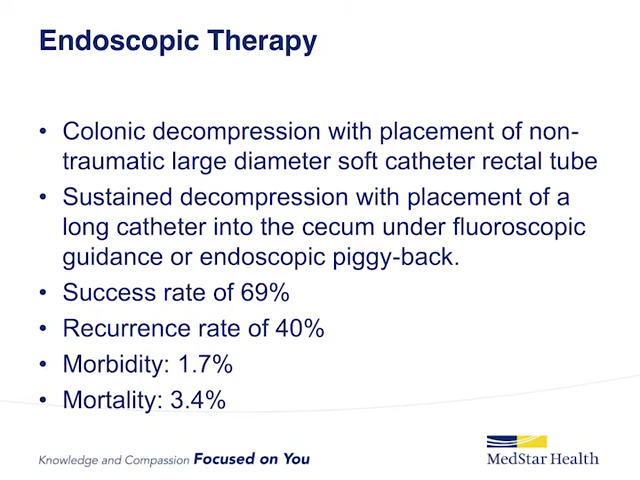 Endoscopic Therapy
• Colonic decompression with placement of non-
traumatic large diameter soft catheter rectal tube
• Sustained decompression with placement of a
long catheter into the cecum under fluoroscopic
guidance or endoscopic piggy-back.
• Success rate of 69%
• Recurrence rate of 40%
• Morbidity: 1.7%
• Mortality: 3.4%
Knowledge and Compassion Focused on You
MedStar Health